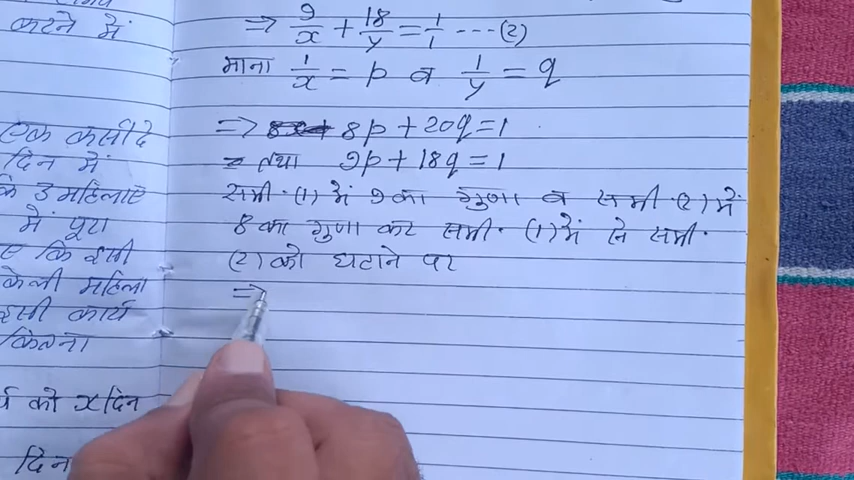 करने में
⇒ 9/x + 18/y = 1/1 ---- (2)
माना 1/x = p व 1/y = q
⇒ 8p + 20q = 1
तथा 9p + 18q = 1
समी. (1) में 9 का गुणा व समी. (2) में
8 का गुणा कर समी. (1) में से समी.
(2) को घटाने पर
⇒
एक कसीदे
दिन में
के 3 महिलाए
में पूरा
ए कि इसी
केली महिला
इसी कार्य
कितना
र्य को x दिन
दिन